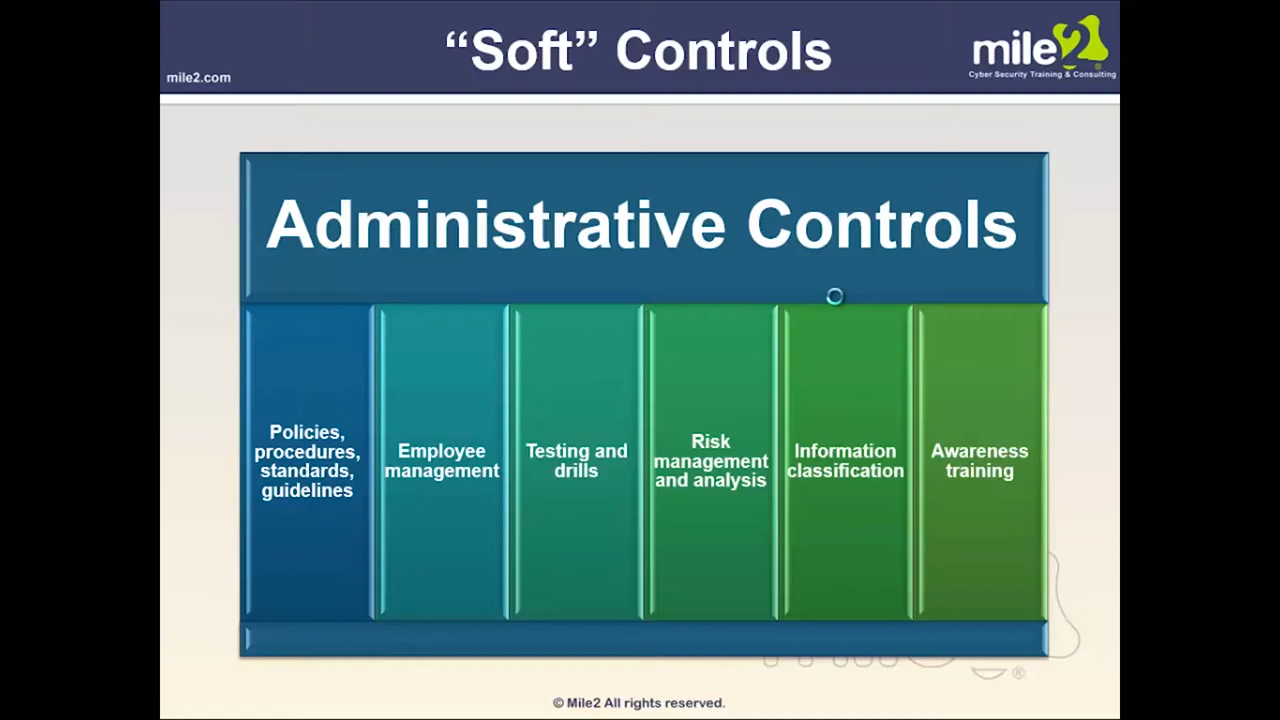 “Soft” Controls
mile2.com
mile2
Cyber Security Training & Consulting
Administrative Controls
Policies,
procedures,
standards,
guidelines
Employee
management
Testing and
drills
Risk
management
and analysis
Information
classification
Awareness
training
®
© Mile2 All rights reserved.